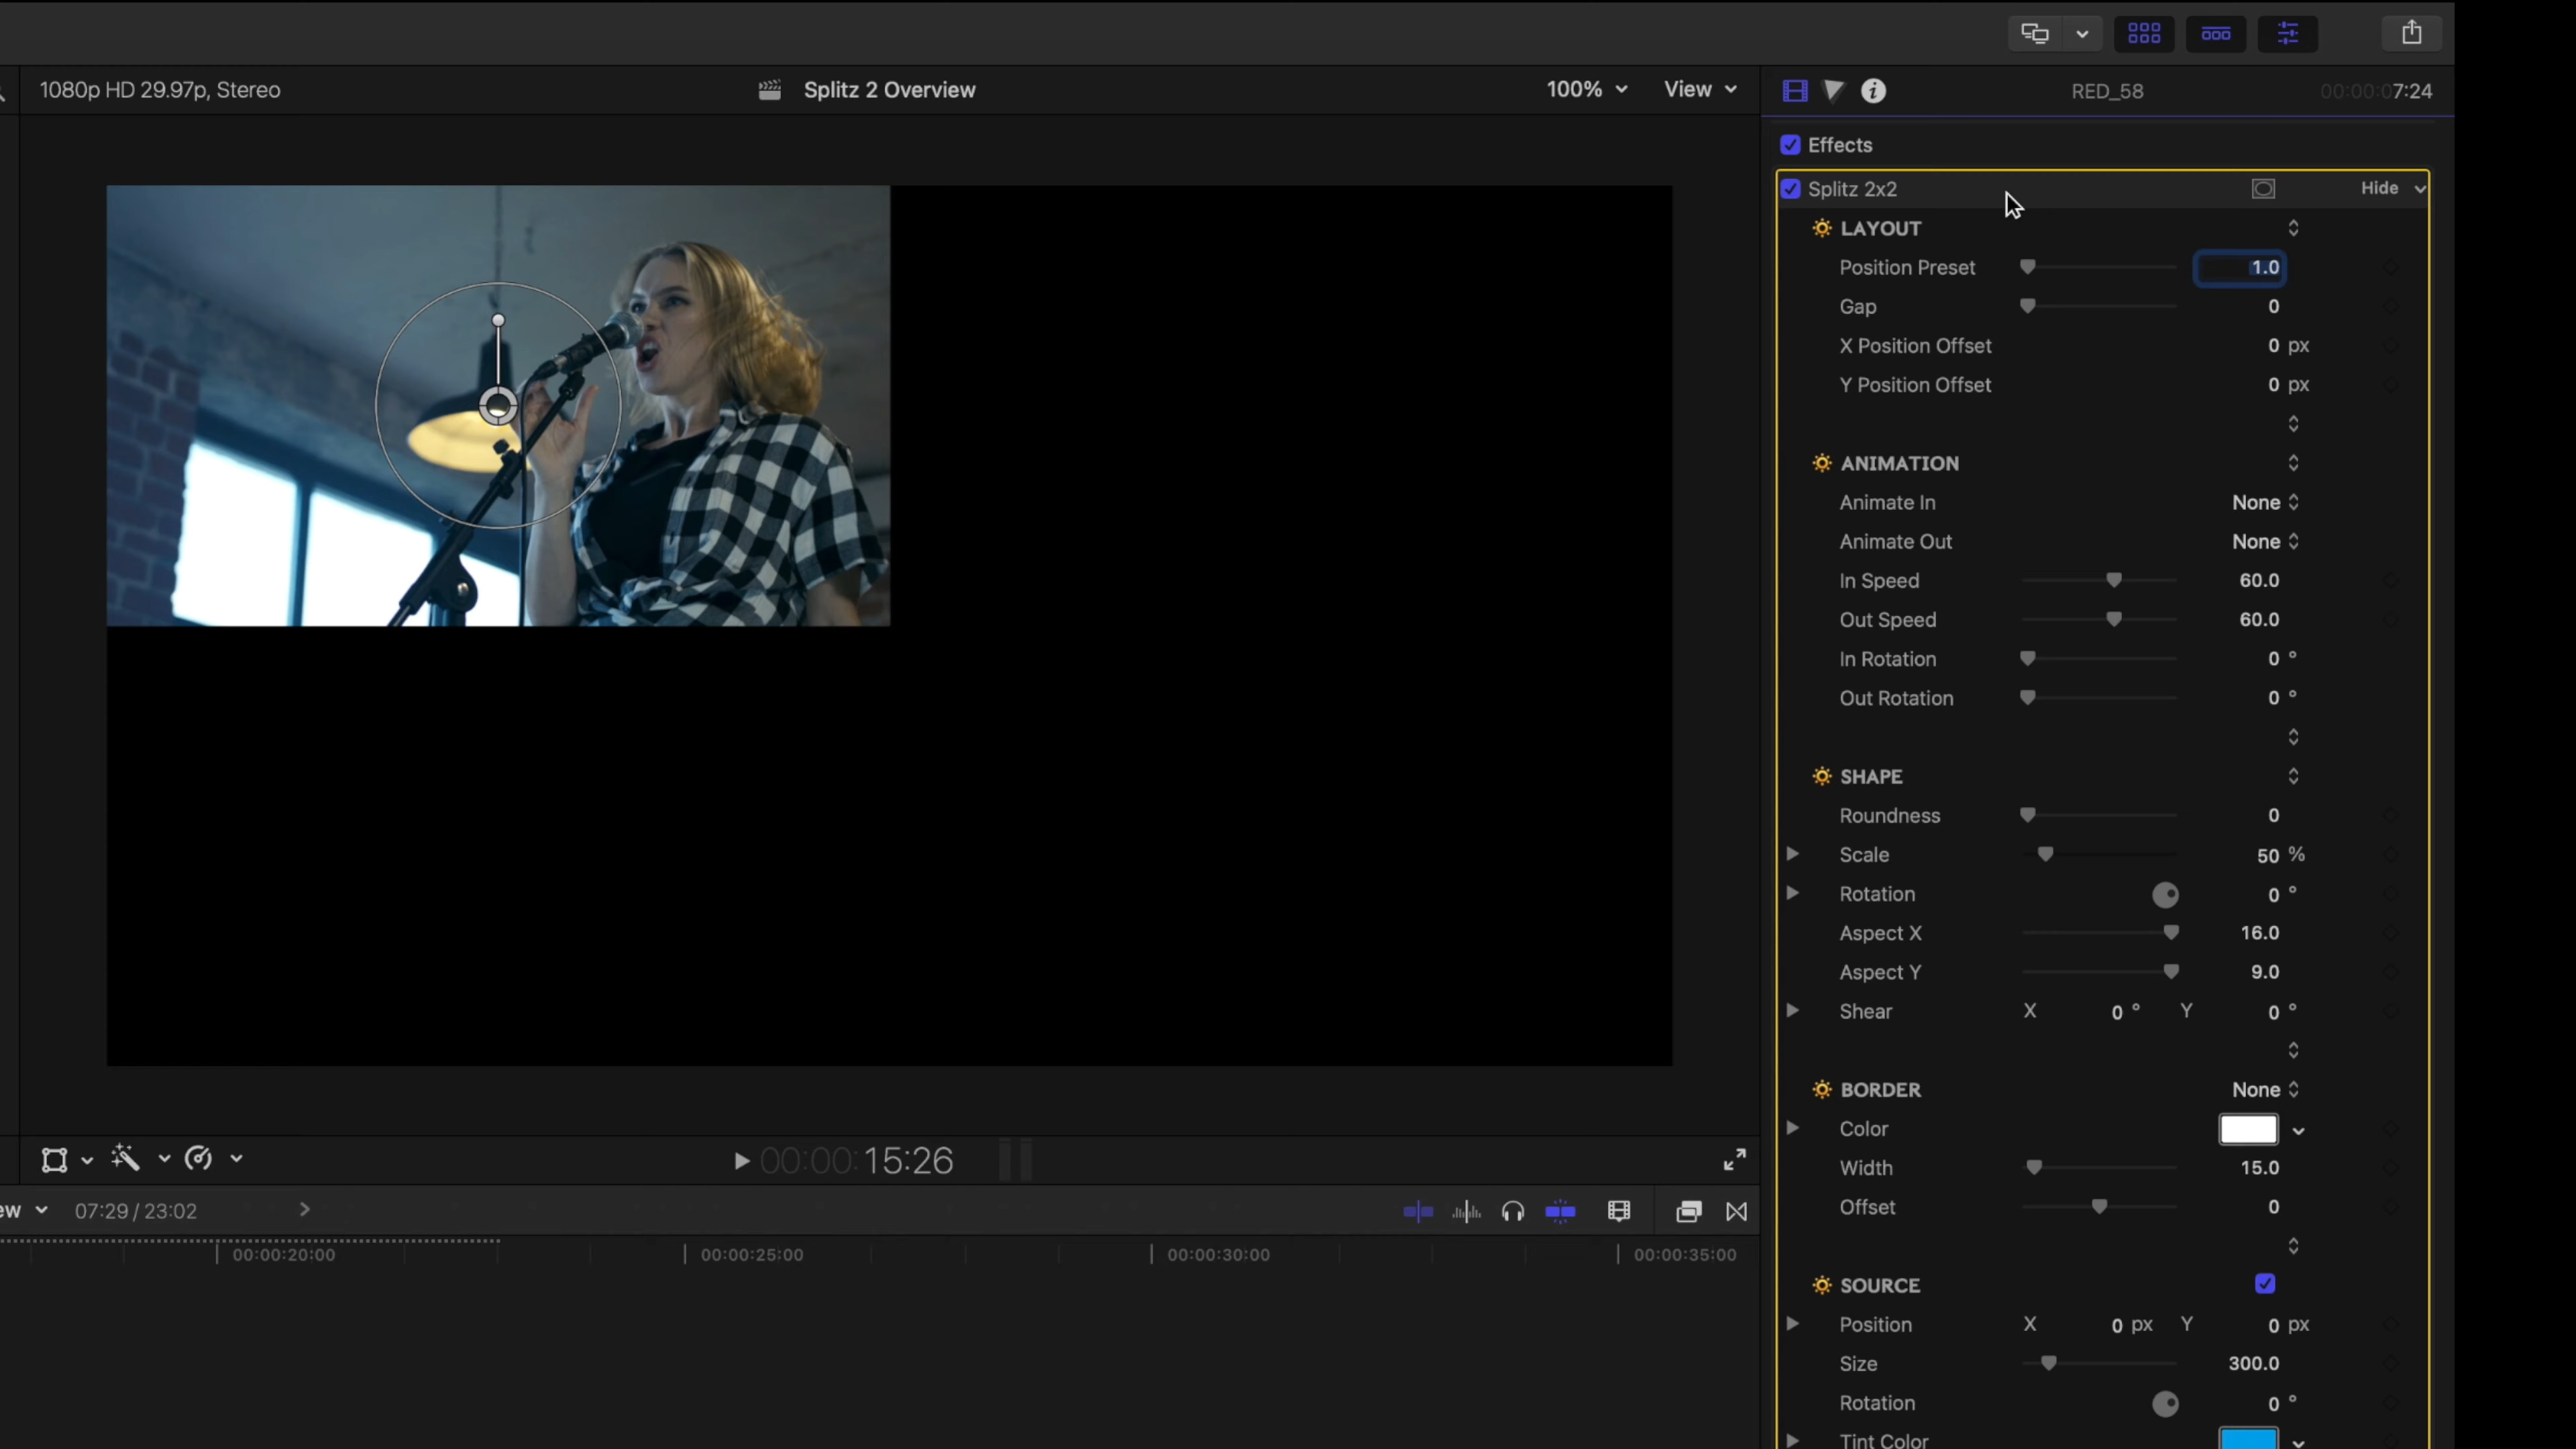 1080p HD 29.97p, Stereo
Splitz 2 Overview
100%
View
RED_58
00:00:07:24
Effects
Splitz 2x2
Hide
LAYOUT
Position Preset 1.0
Gap 0
X Position Offset 0 px
Y Position Offset 0 px
ANIMATION
Animate In None
Animate Out None
In Speed 60.0
Out Speed 60.0
In Rotation 0 °
Out Rotation 0 °
SHAPE
Roundness 0
Scale 50 %
Rotation 0 °
Aspect X 16.0
Aspect Y 9.0
Shear X 0 ° Y 0 °
BORDER None
Color
Width 15.0
Offset 0
SOURCE
Position X 0 px Y 0 px
Size 300.0
Rotation 0 °
Tint Color
00:00:15:26
ew 07:29 / 23:02
00:00:20:00 00:00:25:00 00:00:30:00 00:00:35:00